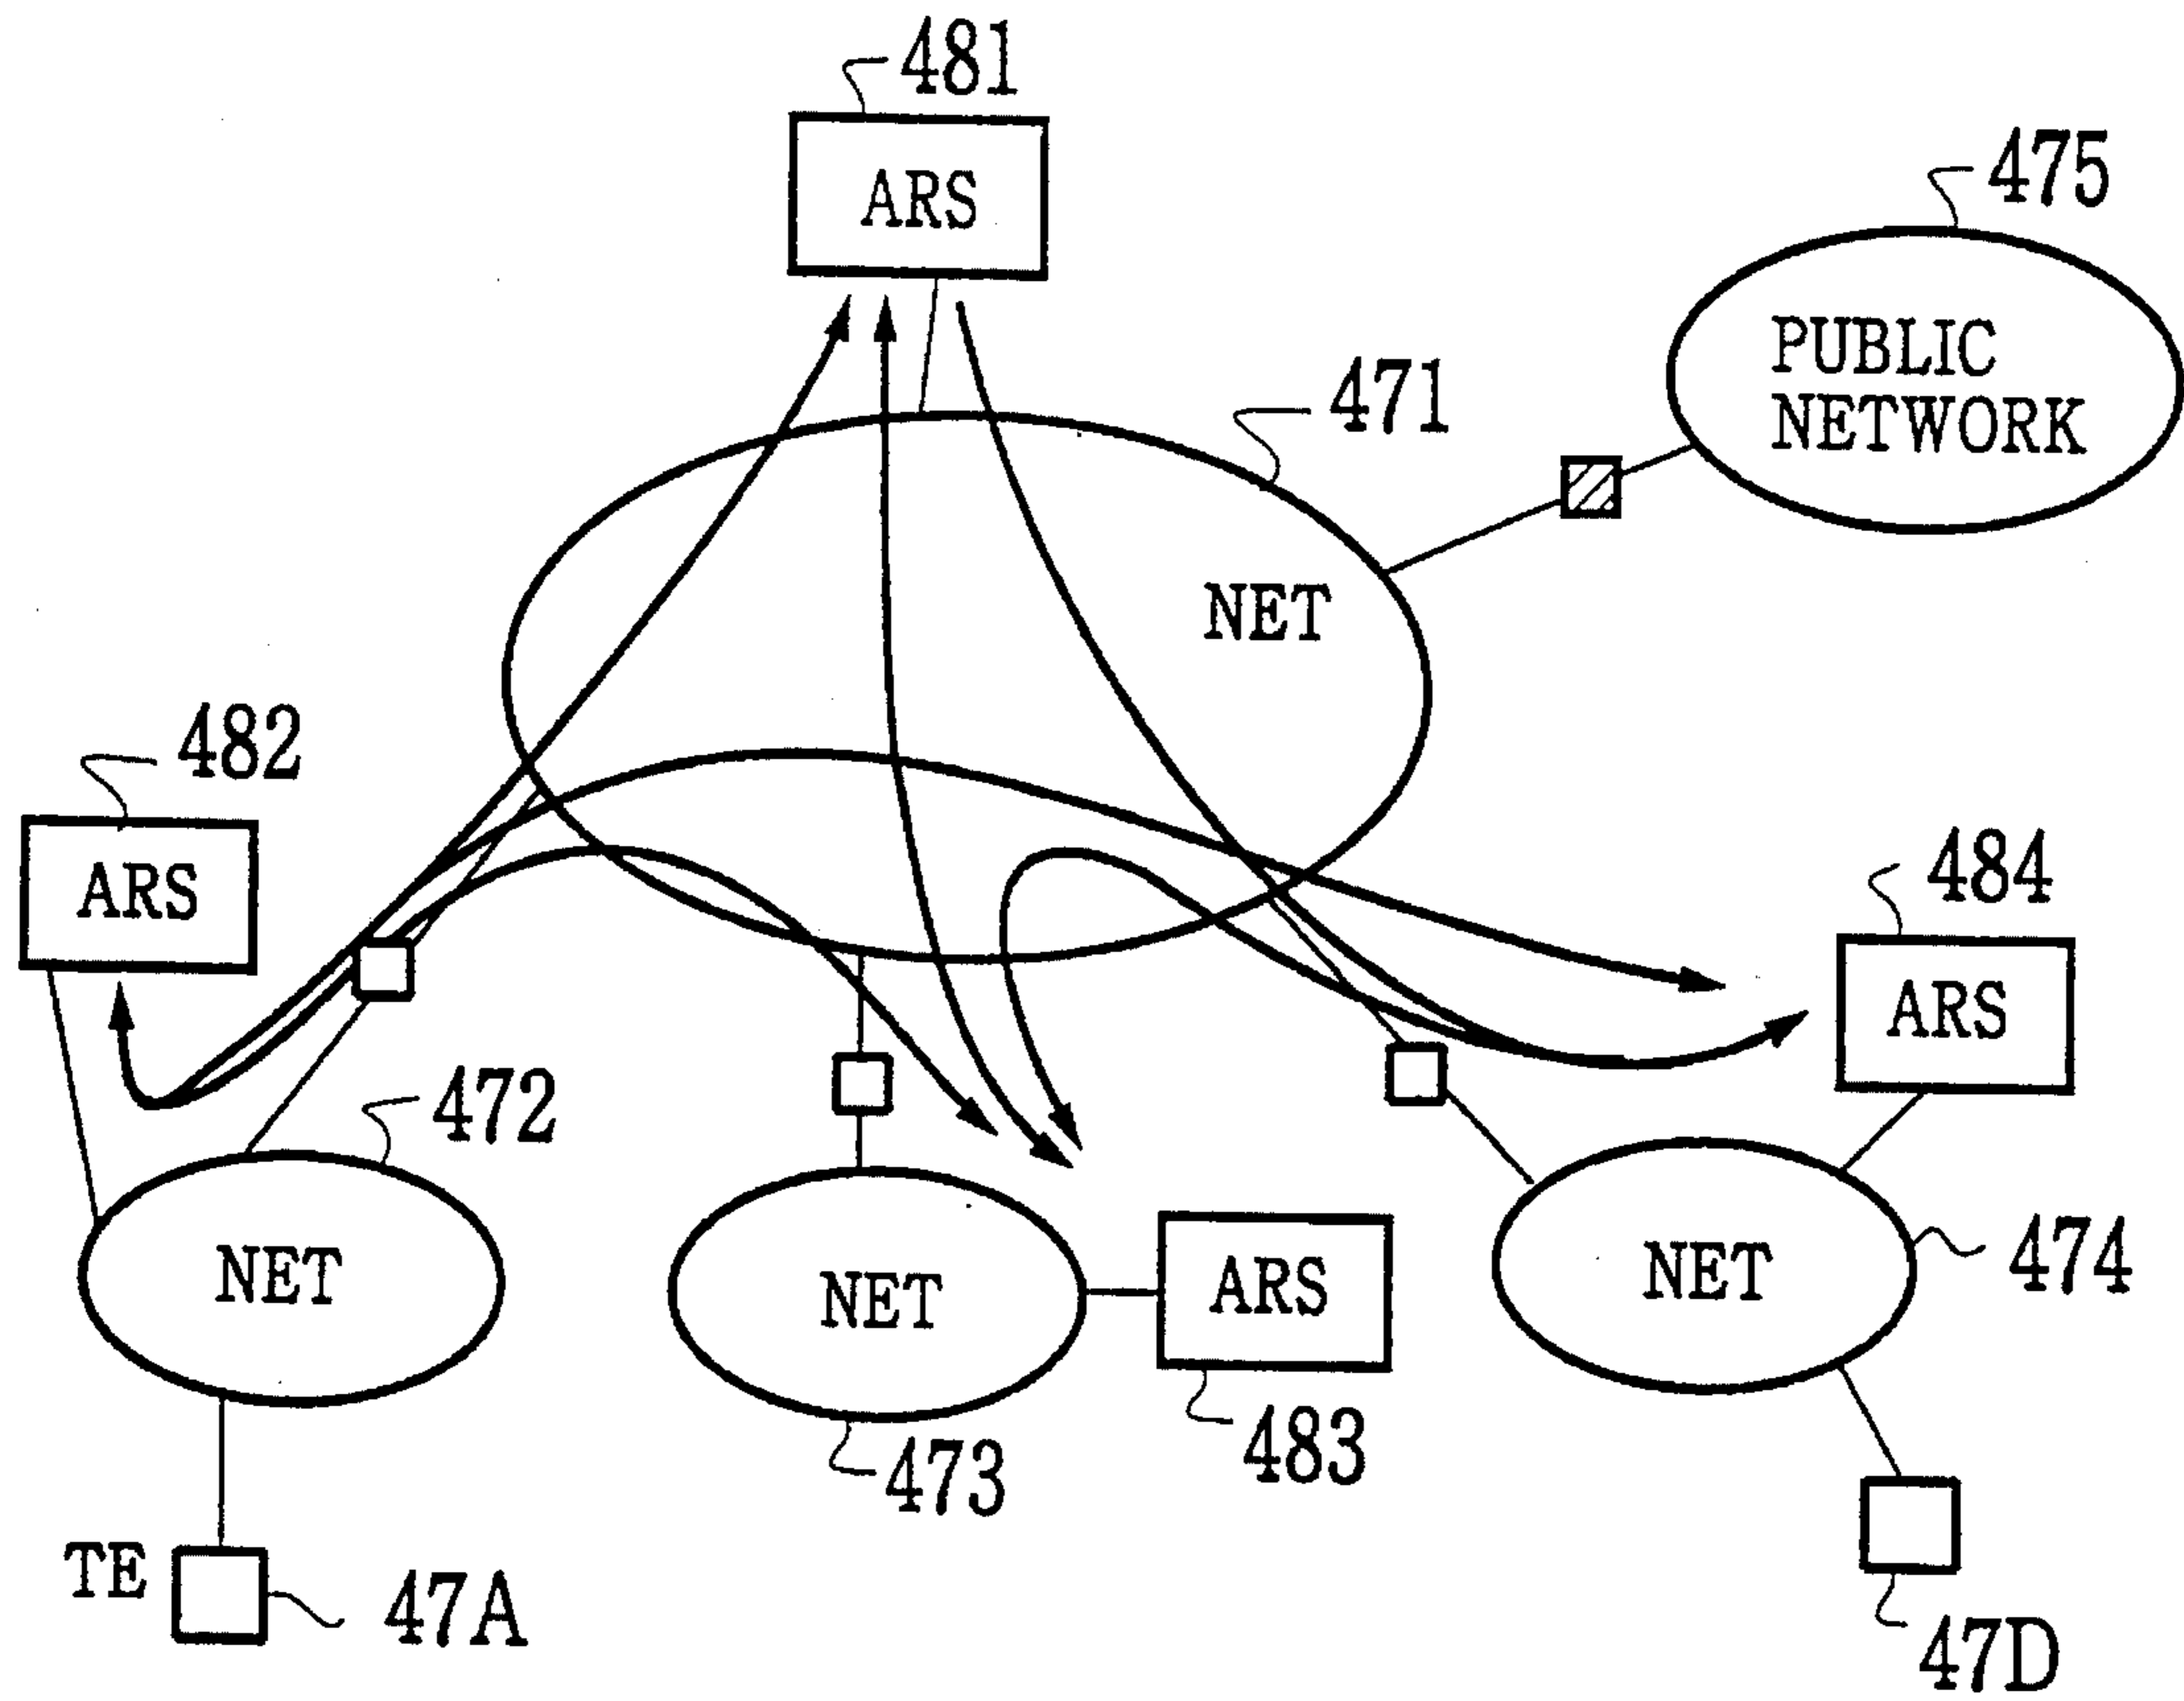 481
ARS
475
PUBLIC
NETWORK
471
NET
482
ARS
484
ARS
472
NET
NET
ARS
NET
474
483
473
TE
47A
47D